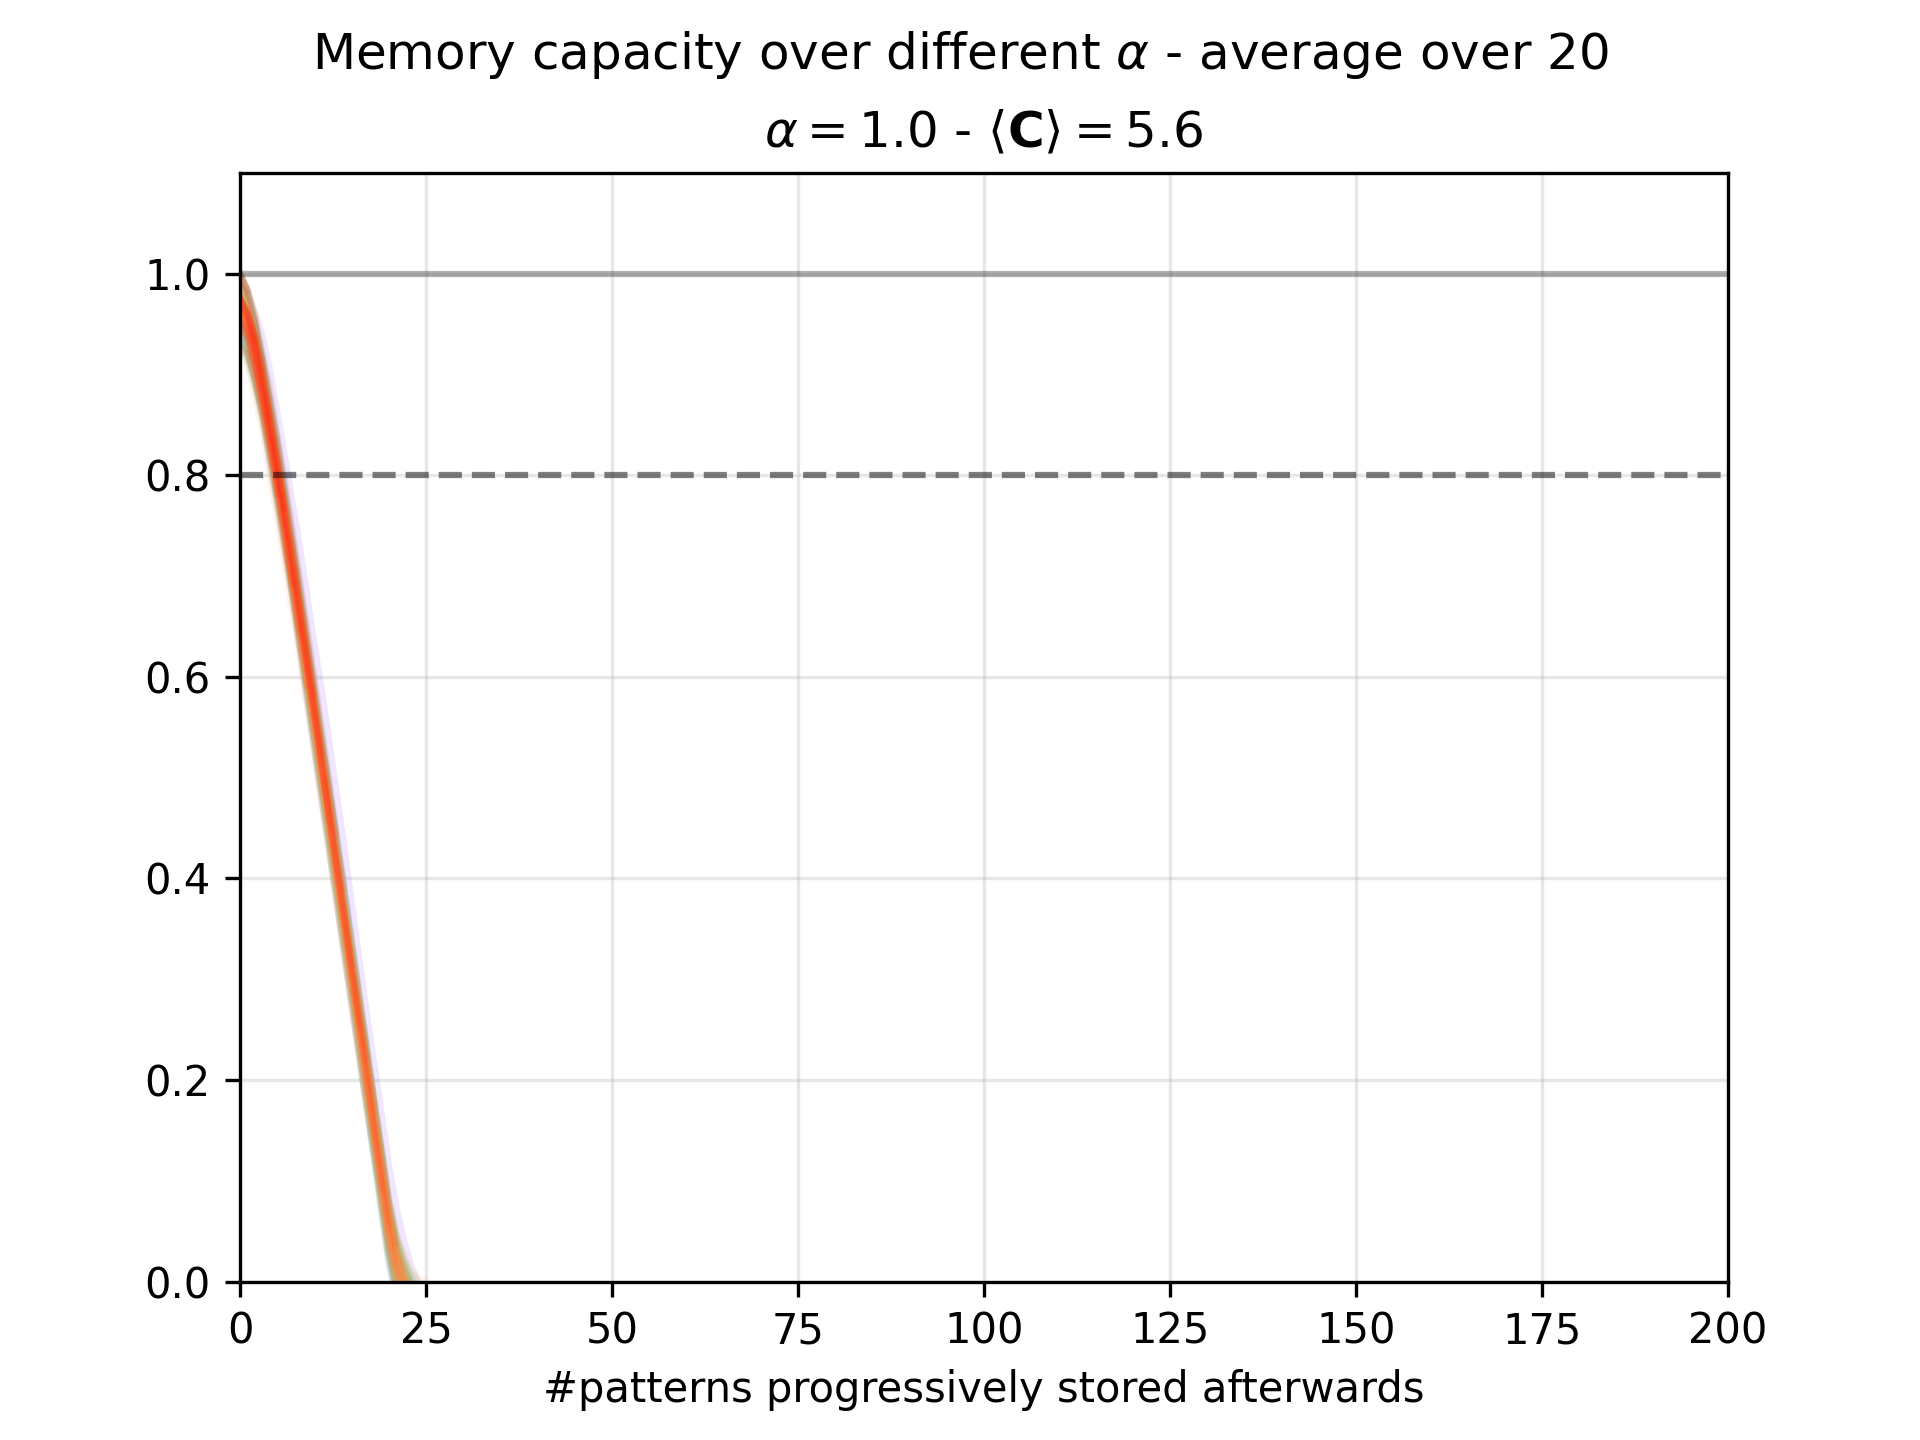 Memory capacity over different α - average over 20
α = 1.0 - ⟨C⟩ = 5.6
1.0
0.8
0.6
0.4
0.2
0.0
0 25 50 75 100 125 150 175 200
#patterns progressively stored afterwards